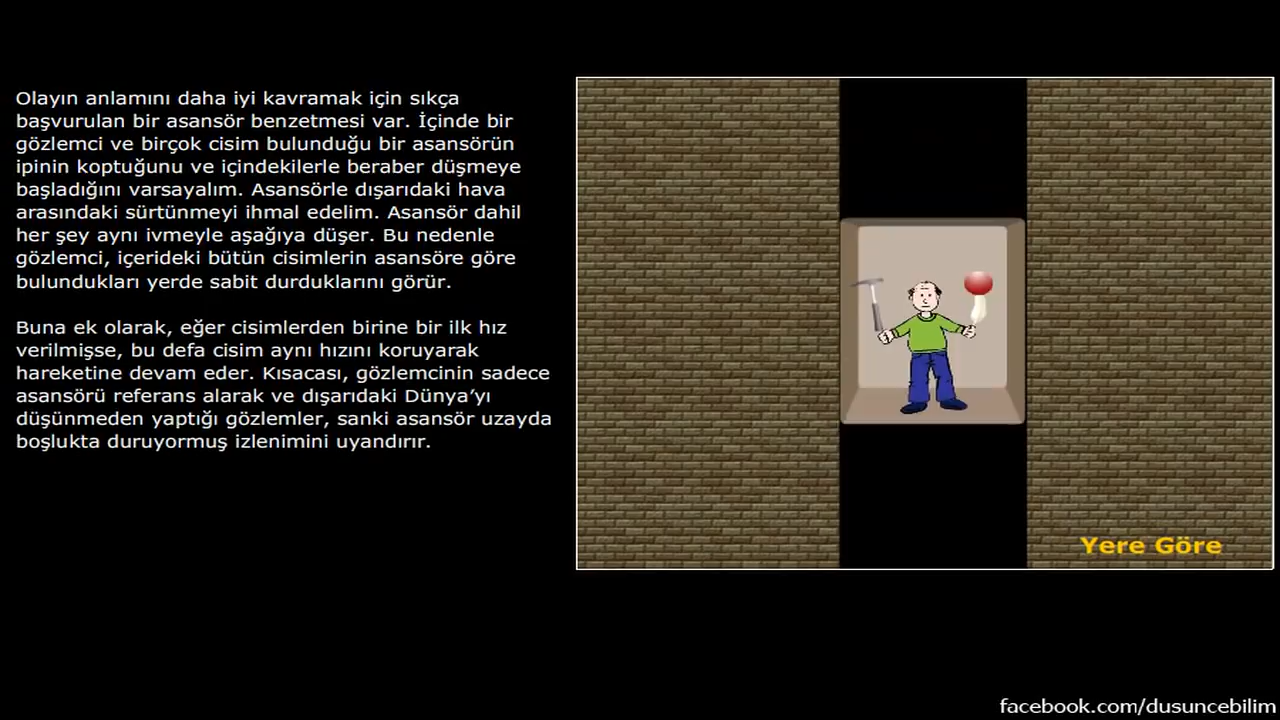 Olayın anlamını daha iyi kavramak için sıkça
başvurulan bir asansör benzetmesi var. İçinde bir
gözlemci ve birçok cisim bulunduğu bir asansörün
ipinin koptuğunu ve içindekilerle beraber düşmeye
başladığını varsayalım. Asansörle dışarıdaki hava
arasındaki sürtünmeyi ihmal edelim. Asansör dahil
her şey aynı ivmeyle aşağıya düşer. Bu nedenle
gözlemci, içerideki bütün cisimlerin asansöre göre
bulundukları yerde sabit durduklarını görür.
Buna ek olarak, eğer cisimlerden birine bir ilk hız
verilmişse, bu defa cisim aynı hızını koruyarak
hareketine devam eder. Kısacası, gözlemcinin sadece
asansörü referans alarak ve dışarıdaki Dünya’yı
düşünmeden yaptığı gözlemler, sanki asansör uzayda
boşlukta duruyormuş izlenimini uyandırır.
Yere Göre
facebook.com/dusuncebilim